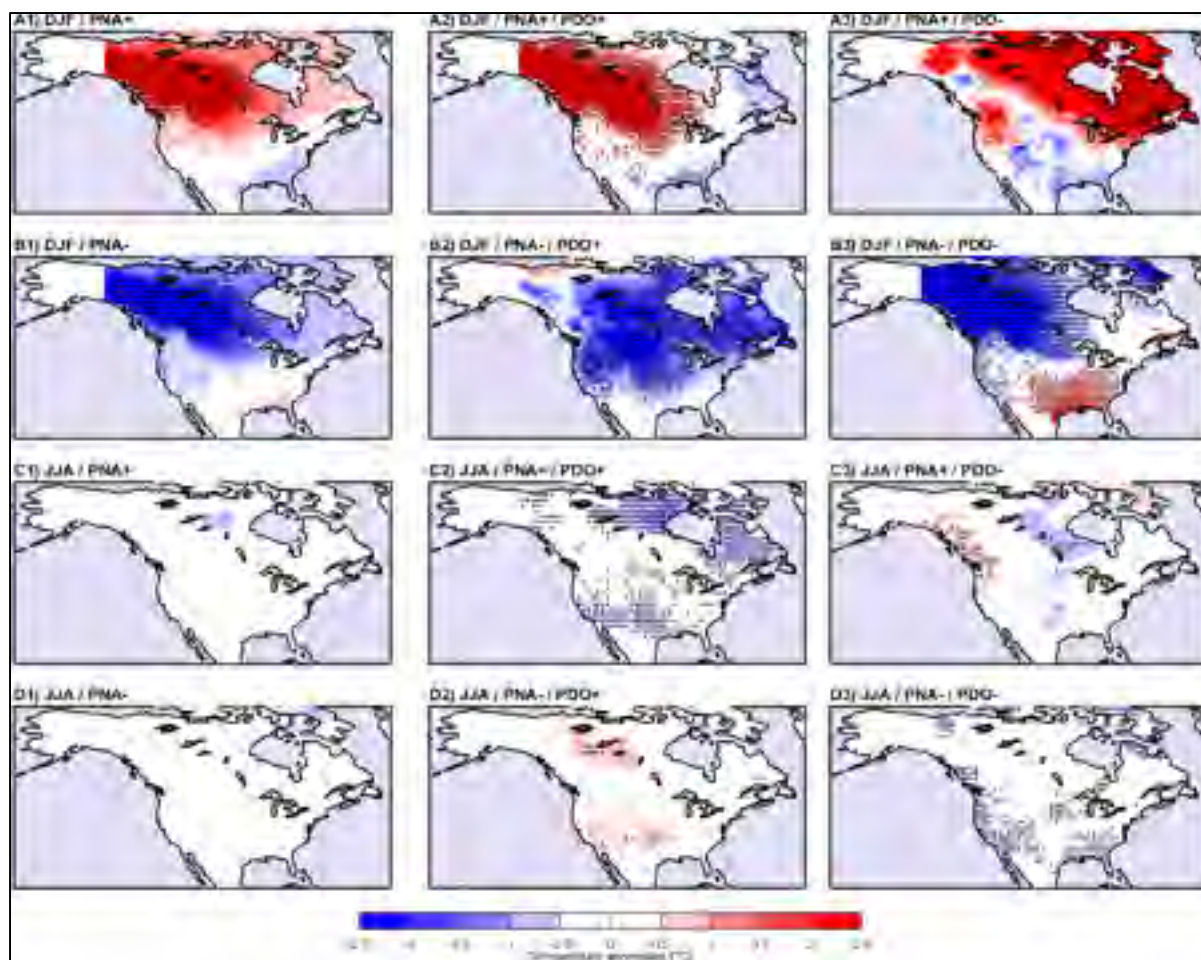 A1) DJF / PNA+
A2) DJF / PNA+ / PDO+
A3) DJF / PNA+ / PDO-
B1) DJF / PNA-
B2) DJF / PNA- / PDO+
B3) DJF / PNA- / PDO-
C1) JJA / PNA+
C2) JJA / PNA+ / PDO+
C3) JJA / PNA+ / PDO-
D1) JJA / PNA-
D2) JJA / PNA- / PDO+
D3) JJA / PNA- / PDO-